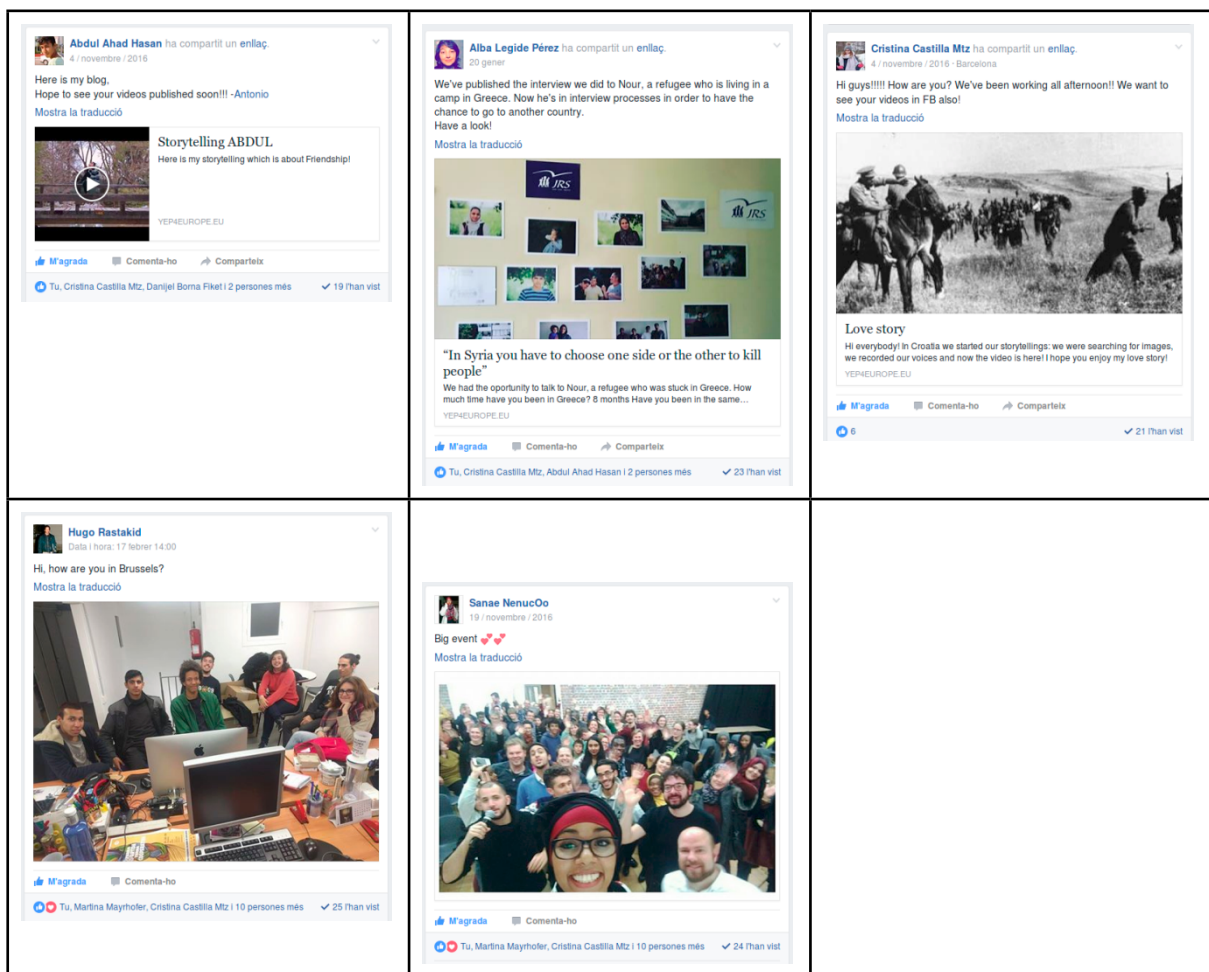 Abdul Ahad Hasan ha compartit un enllaç.
4 / novembre / 2016
Here is my blog,
Hope to see your videos published soon!!! -Antonio
Mostra la traducció
Storytelling ABDUL
Here is my storytelling which is about Friendship!
YEP4EUROPE.EU
M'agrada Comenta-ho Comparteix
Tu, Cristina Castilla Mtz, Danijel Borna Fiket i 2 persones més 19 l'han vist
Alba Legide Pérez ha compartit un enllaç.
20 gener
We've published the interview we did to Nour, a refugee who is living in a
camp in Greece. Now he's in interview processes in order to have the
chance to go to another country.
Have a look!
Mostra la traducció
JRS
JRS
“In Syria you have to choose one side or the other to kill
people”
We had the oportunity to talk to Nour, a refugee who was stuck in Greece. How
much time have you been in Greece? 8 months Have you been in the same…
YEP4EUROPE.EU
M'agrada Comenta-ho Comparteix
Tu, Cristina Castilla Mtz, Abdul Ahad Hasan i 2 persones més 23 l'han vist
Cristina Castilla Mtz ha compartit un enllaç.
4 / novembre / 2016 · Barcelona
Hi guys!!!!! How are you? We've been working all afternoon!! We want to
see your videos in FB also!
Mostra la traducció
Love story
Hi everybody! In Croatia we started our storytellings: we were searching for images,
we recorded our voices and now the video is here! I hope you enjoy my love story!
YEP4EUROPE.EU
M'agrada Comenta-ho Comparteix
6 21 l'han vist
Hugo Rastakid
Data i hora: 17 febrer 14:00
Hi, how are you in Brussels?
Mostra la traducció
M'agrada Comenta-ho
Tu, Martina Mayrhofer, Cristina Castilla Mtz i 10 persones més 25 l'han vist
Sanae NenucOo
19 / novembre / 2016
Big event 💕💕
Mostra la traducció
M'agrada Comenta-ho
Tu, Martina Mayrhofer, Cristina Castilla Mtz i 10 persones més 24 l'han vist